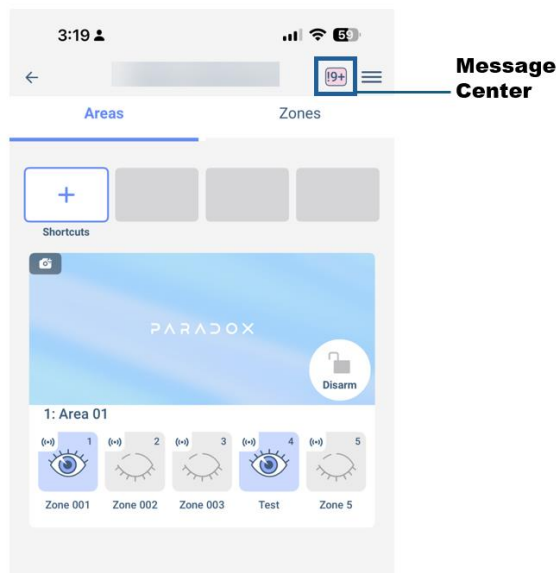 3:19
59
!9+
Message
Center
Areas
Zones
+
Shortcuts
PARADOX
Disarm
1: Area 01
1
2
3
4
5
Zone 001
Zone 002
Zone 003
Test
Zone 5